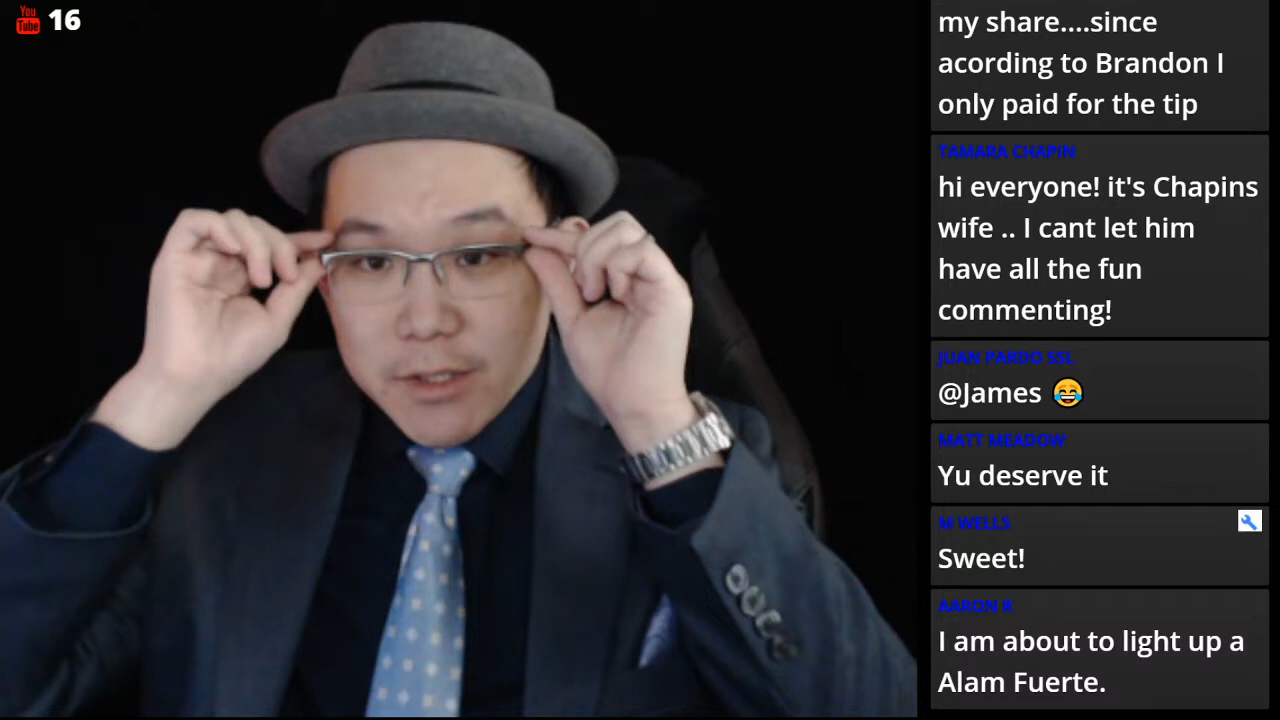 You
Tube 16
my share....since
acording to Brandon I
only paid for the tip
TAMARA CHAPIN
hi everyone! it's Chapins
wife .. I cant let him
have all the fun
commenting!
JUAN PARDO SSL
@James 😂
MATT MEADOW
Yu deserve it
M WELLS
Sweet!
AARON R
I am about to light up a
Alam Fuerte.